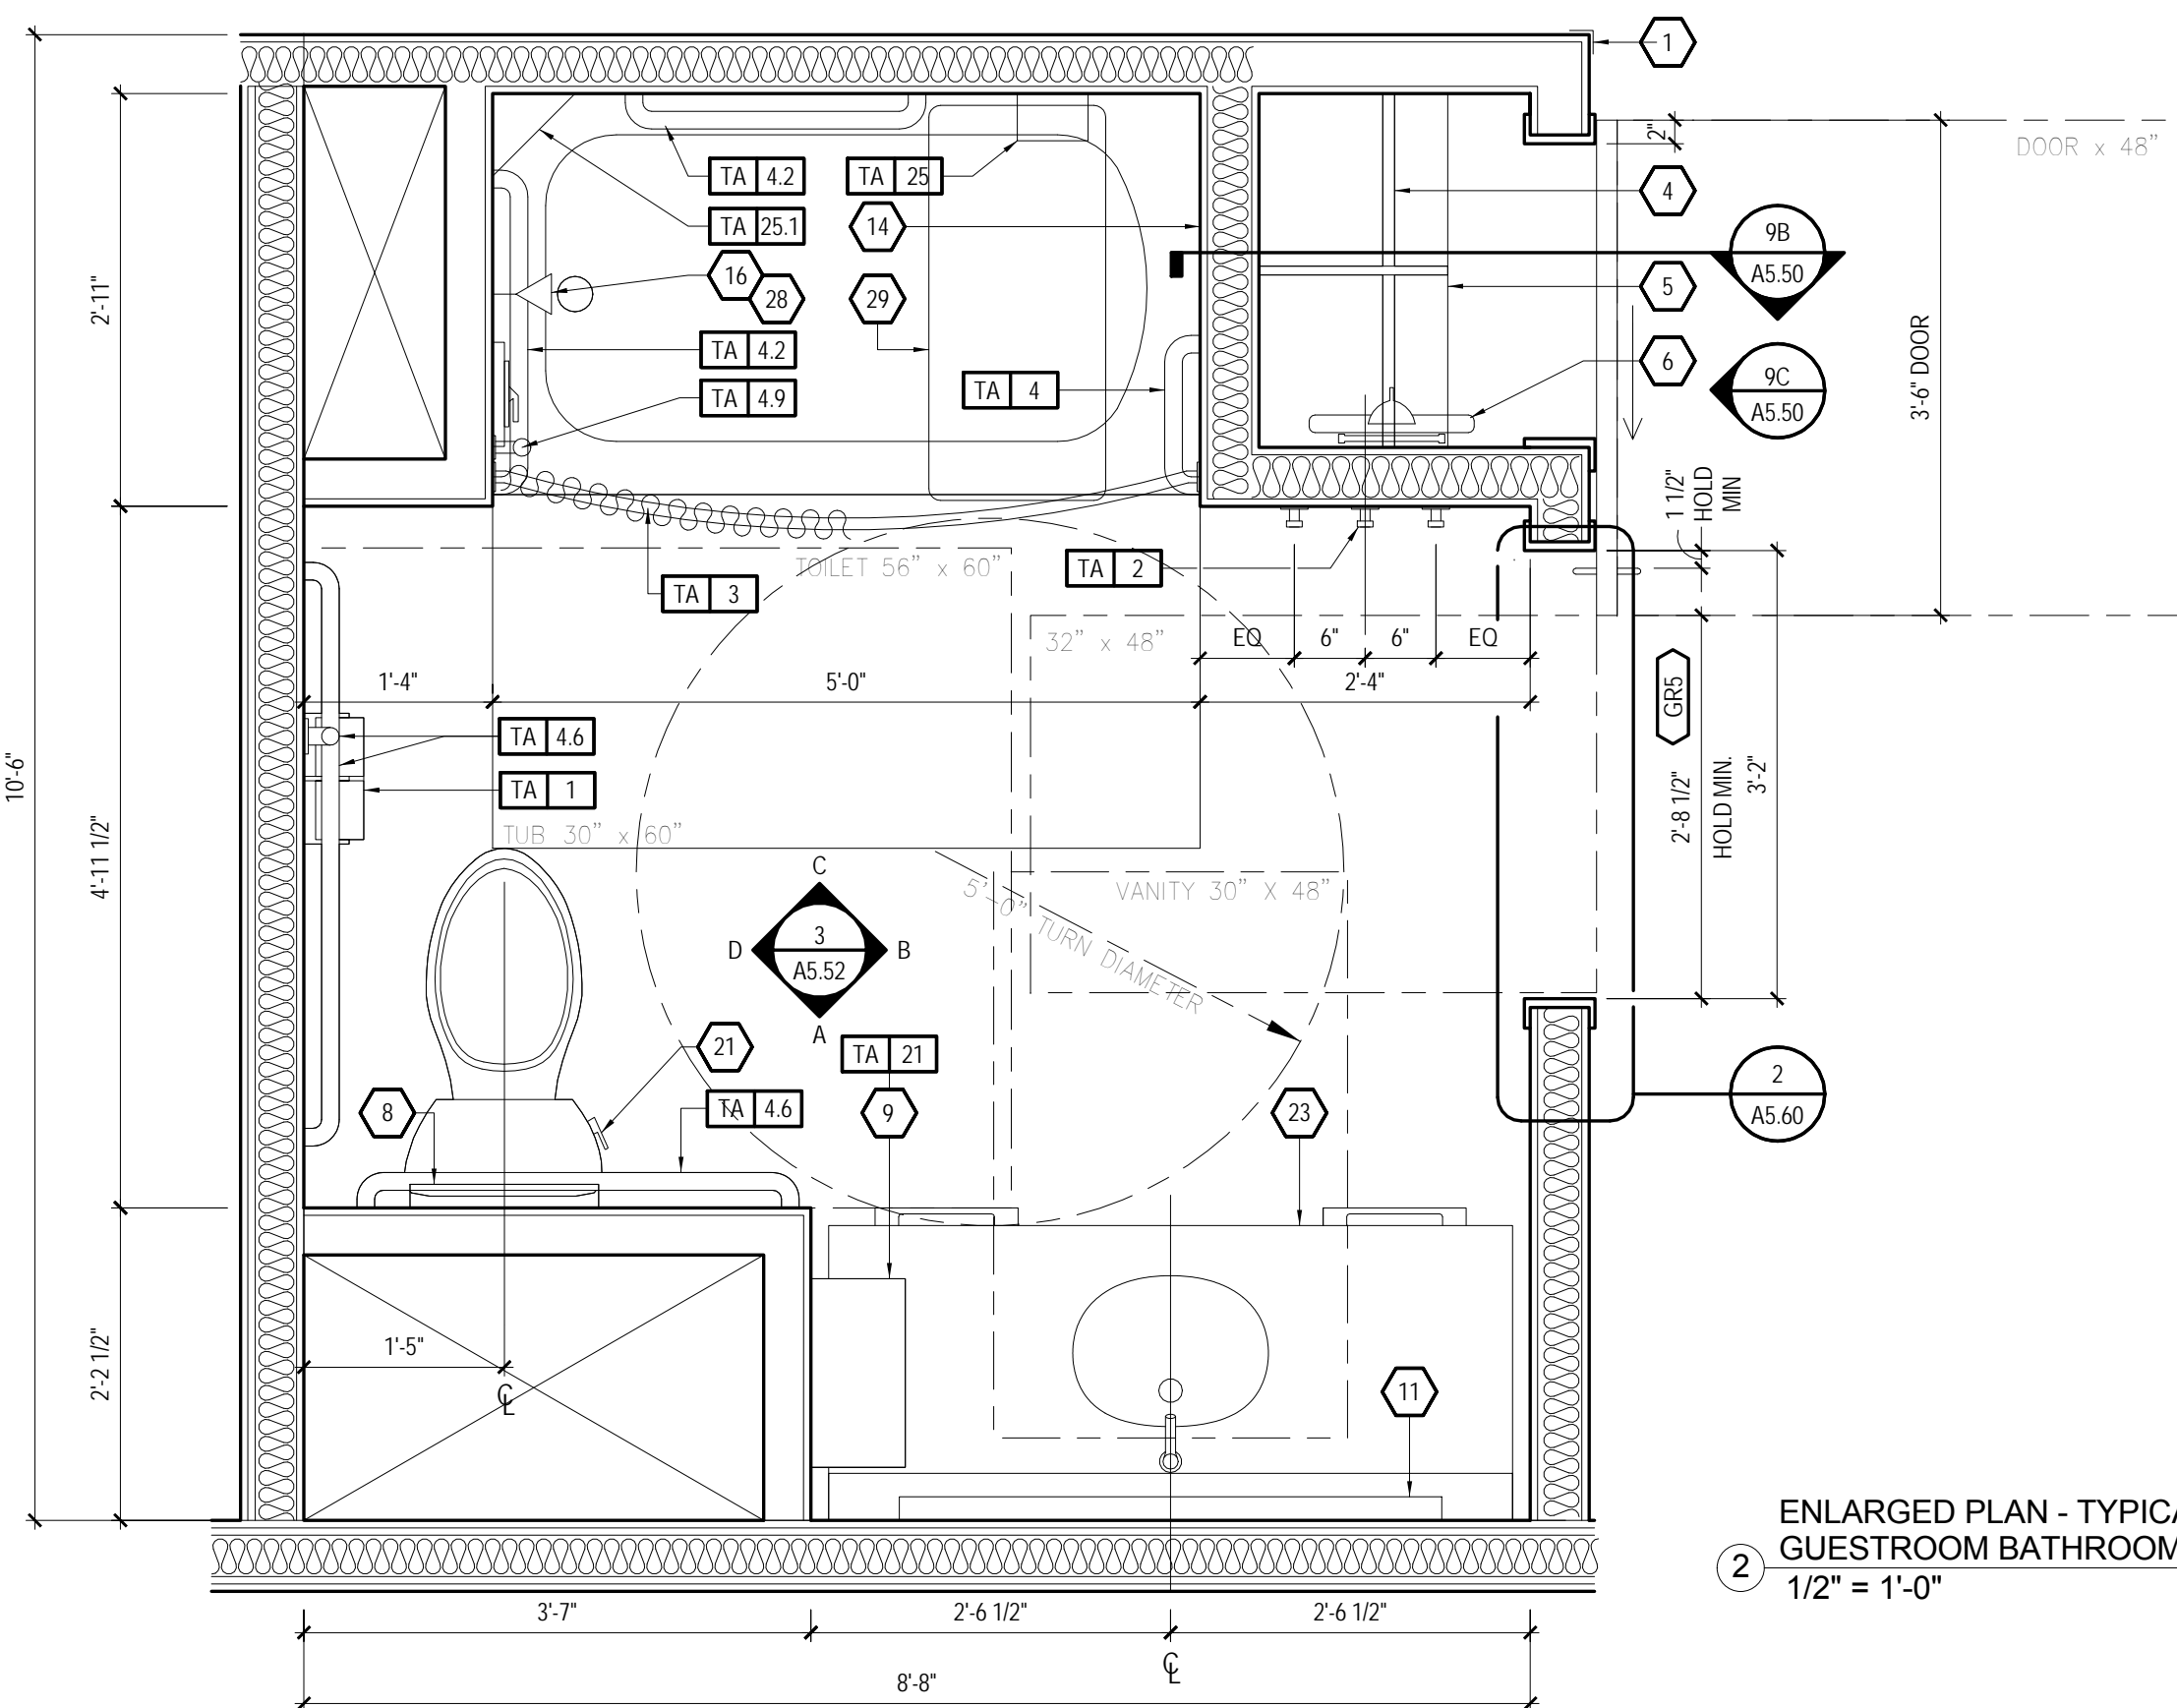 1
2"
DOOR x 48"
TA 4.2
TA 25
4
TA 25.1
14
9B
A5.50
16
28
29
5
2'-11"
TA 4.2
6
3'-6" DOOR
TA 4.9
TA 4
9C
A5.50
1 1/2"
HOLD
MIN
TOILET 56" x 60"
TA 2
TA 3
32" x 48"
EQ
6"
6"
EQ
1'-4"
5'-0"
2'-4"
GR5
TA 4.6
10'-6"
TA 1
2'-8 1/2"
HOLD MIN.
3'-2"
TUB 30" x 60"
4'-11 1/2"
C
VANITY 30" X 48"
5'-0" TURN DIAMETER
3
A5.52
D
B
A
21
TA 21
8
TA 4.6
9
23
2
A5.60
1'-5"
CL
2'-2 1/2"
11
ENLARGED PLAN - TYPICA
GUESTROOM BATHROOM
2
1/2" = 1'-0"
3'-7"
2'-6 1/2"
2'-6 1/2"
CL
8'-8"